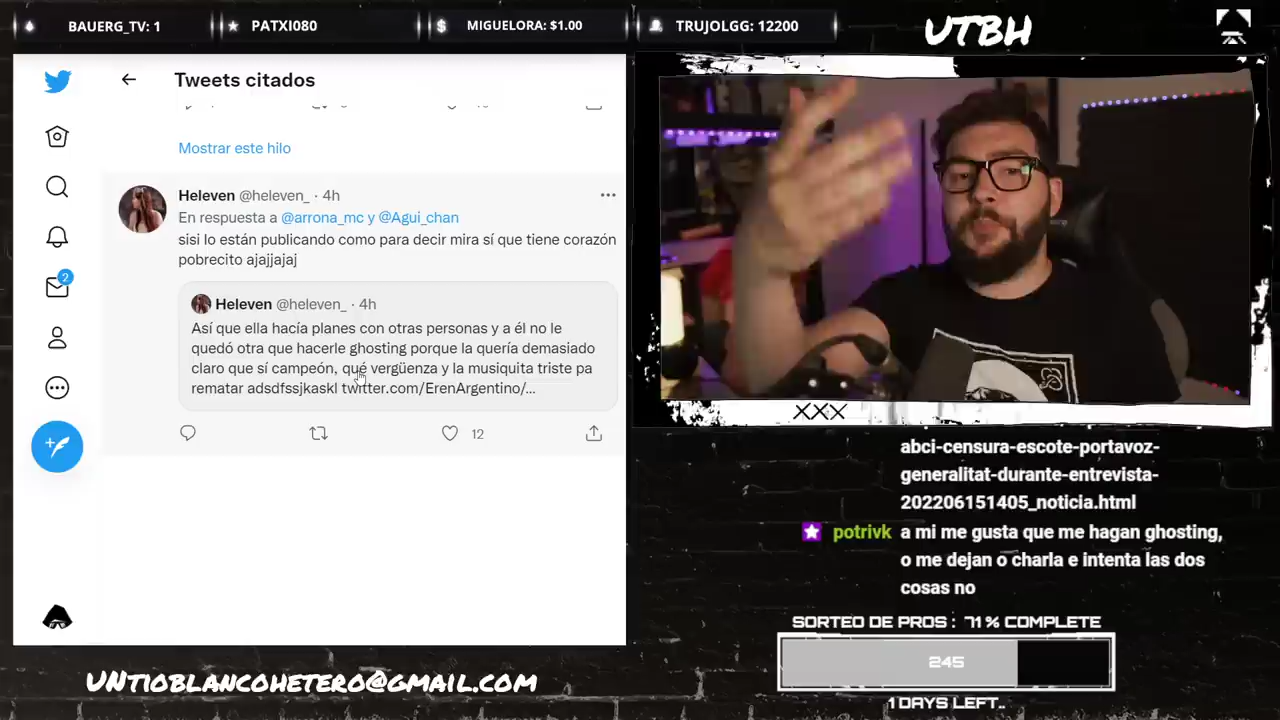 BAUERG_TV: 1
PATXI080
MIGUELORA: $1.00
TRUJOLGG: 12200
UTBH
Tweets citados
Mostrar este hilo
Heleven @heleven_ · 4h
En respuesta a @arrona_mc y @Agui_chan
sisi lo están publicando como para decir mira sí que tiene corazón
pobrecito ajajjajaj
Heleven @heleven_ · 4h
Así que ella hacía planes con otras personas y a él no le
quedó otra que hacerle ghosting porque la quería demasiado
claro que sí campeón, qué vergüenza y la musiquita triste pa
rematar adsdfssjkaskl twitter.com/ErenArgentino/...
12
2
XXX
abci-censura-escote-portavoz-
generalitat-durante-entrevista-
202206151405_noticia.html
potrivk a mi me gusta que me hagan ghosting,
o me dejan o charla e intenta las dos
cosas no
SORTEO DE PROS : 71% COMPLETE
245
1 DAYS LEFT..
UNTIOBLANCOHETERO@GMAIL.COM